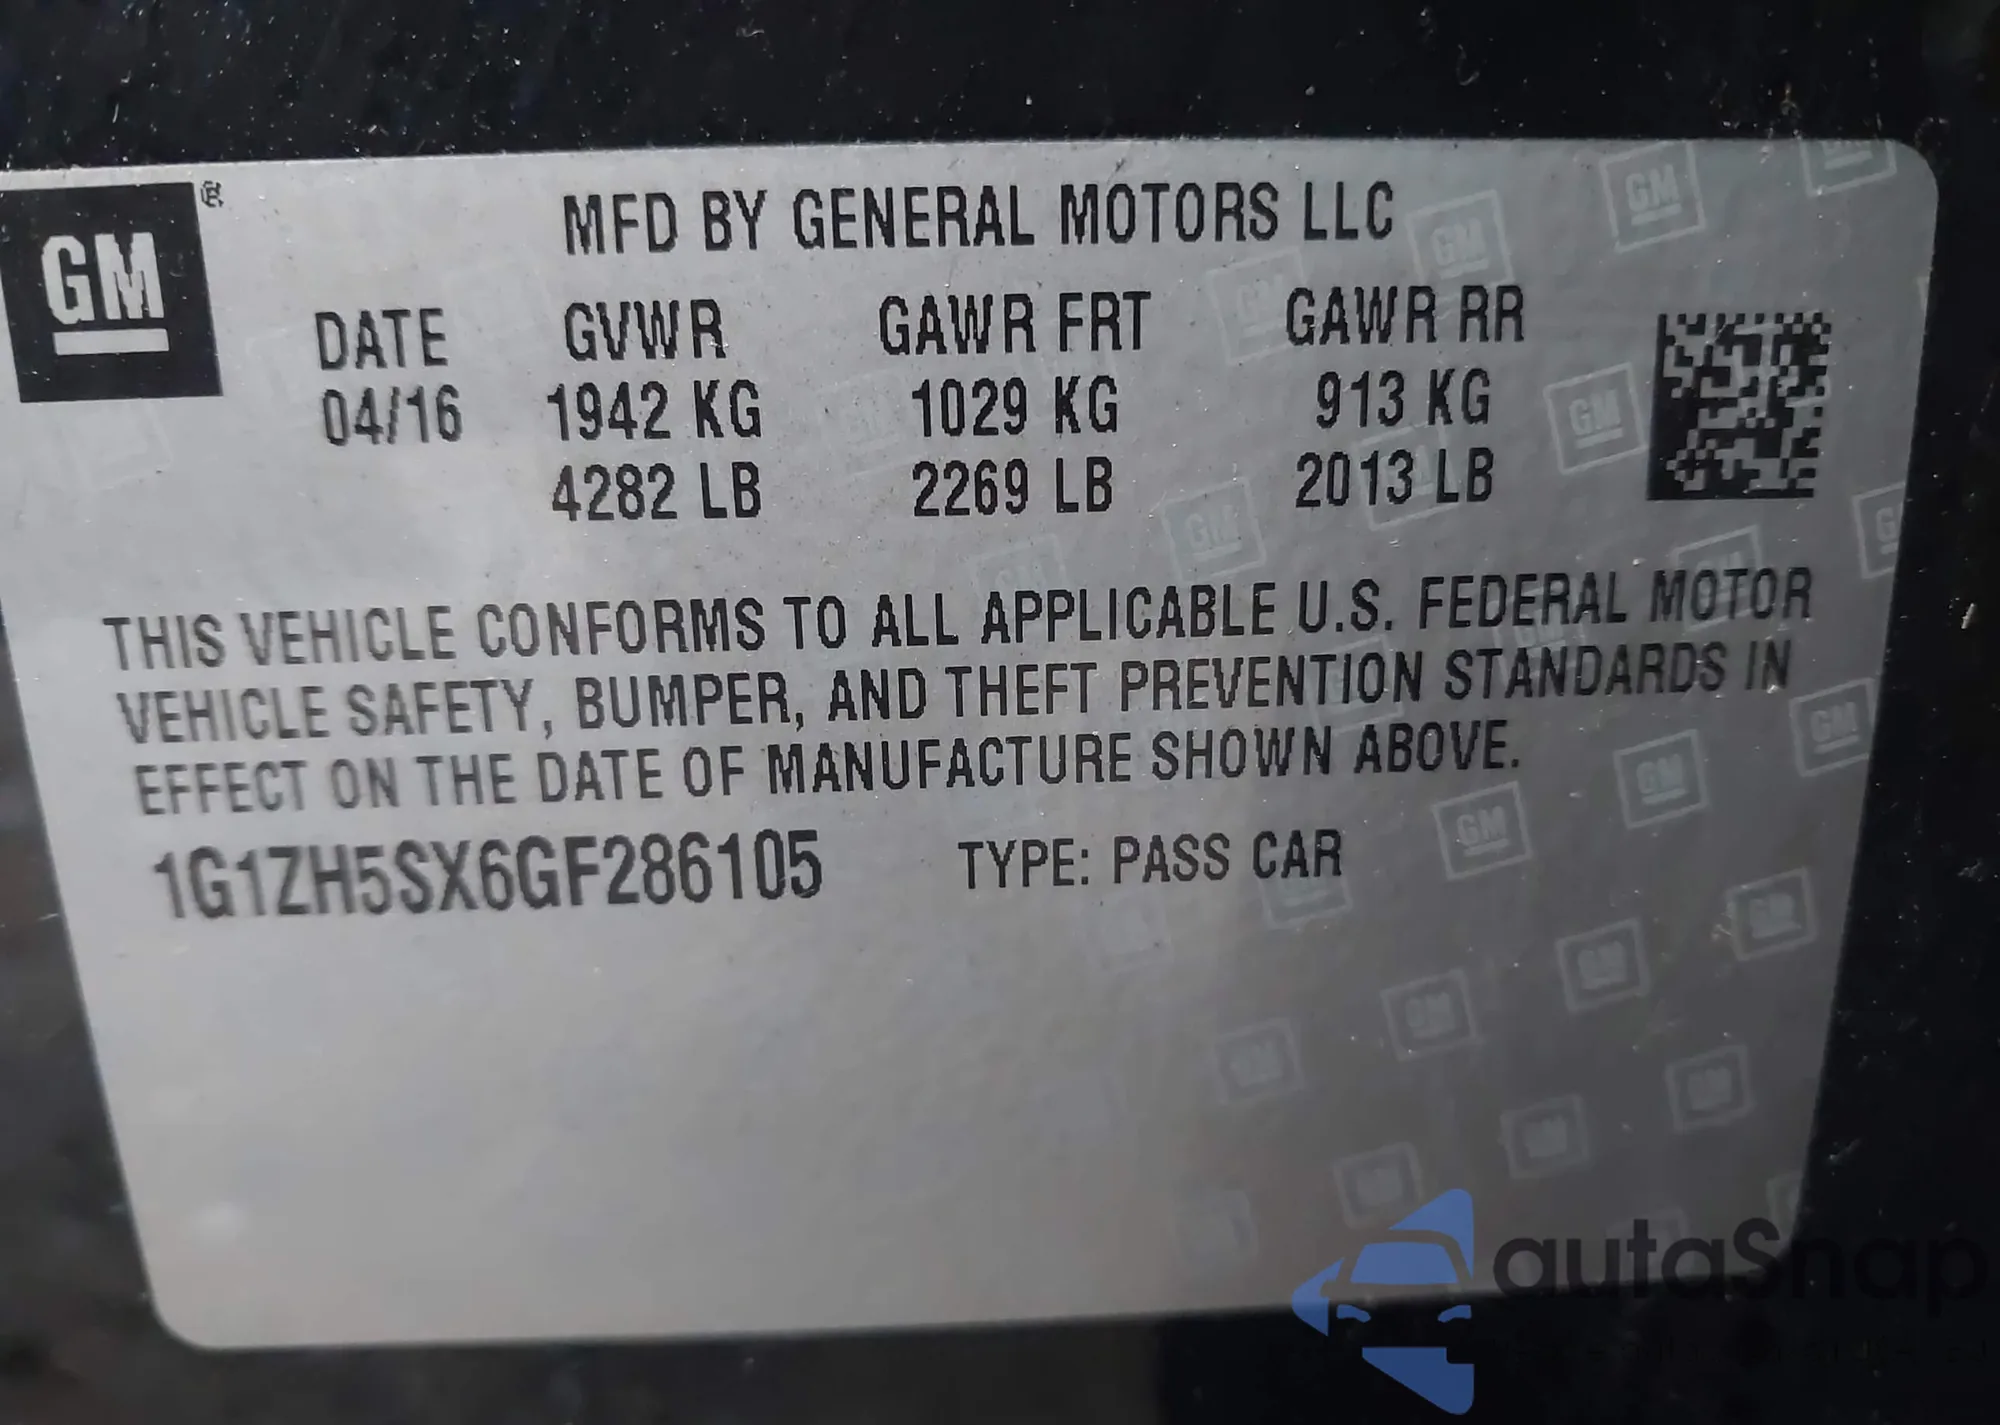 GM
MFD BY GENERAL MOTORS LLC
DATE GVWR GAWR FRT GAWR RR
04/16 1942 KG 1029 KG 913 KG
4282 LB 2269 LB 2013 LB
THIS VEHICLE CONFORMS TO ALL APPLICABLE U.S. FEDERAL MOTOR
VEHICLE SAFETY, BUMPER, AND THEFT PREVENTION STANDARDS IN
EFFECT ON THE DATE OF MANUFACTURE SHOWN ABOVE.
1G1ZH5SX6GF286105 TYPE: PASS CAR
autaSnap